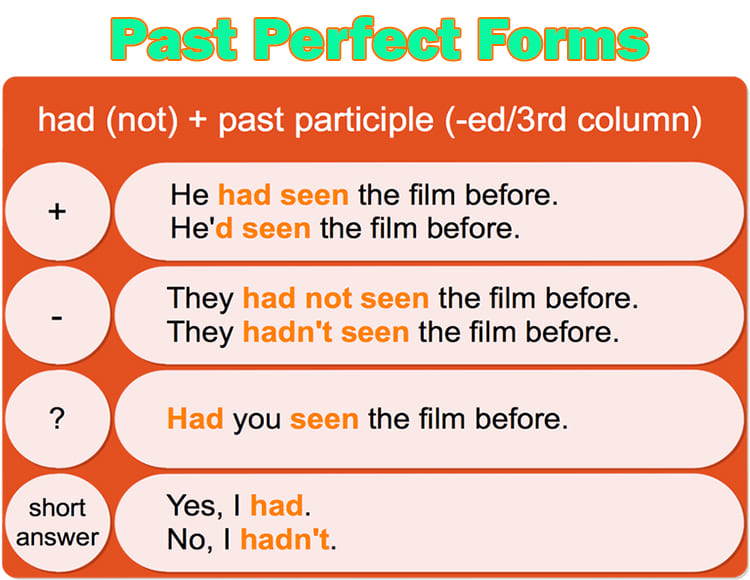 Past Perfect Forms
had (not) + past participle (-ed/3rd column)
+
He had seen the film before.
He'd seen the film before.
-
They had not seen the film before.
They hadn't seen the film before.
?
Had you seen the film before.
short
answer
Yes, I had.
No, I hadn't.